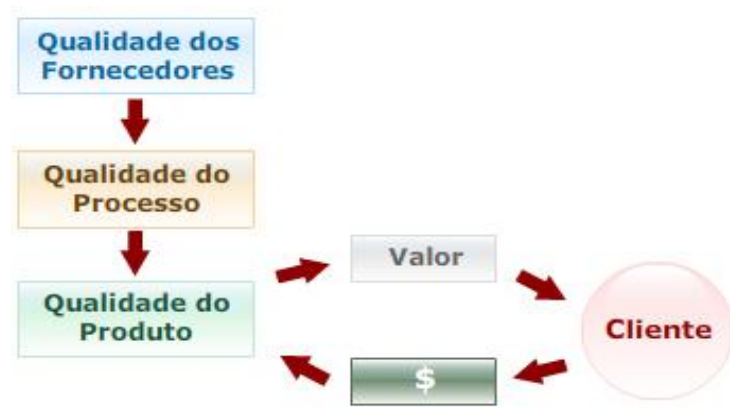 Qualidade dos
Fornecedores
Qualidade do
Processo
Qualidade do
Produto
Valor
Cliente
$